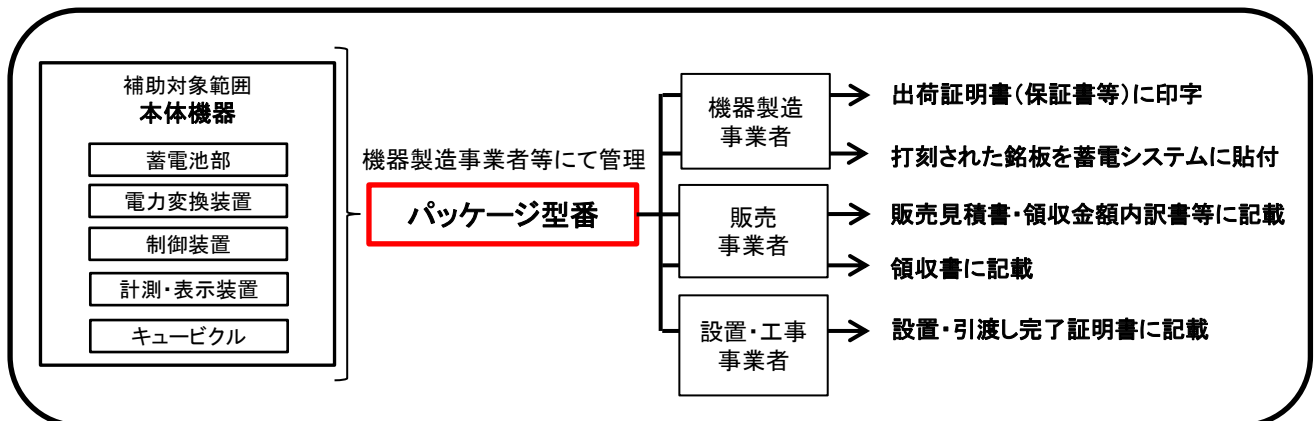 補助対象範囲
本体機器
蓄電池部
電力変換装置
制御装置
計測・表示装置
キュービクル
機器製造事業者等にて管理
パッケージ型番
機器製造
事業者
販売
事業者
設置・工事
事業者
出荷証明書(保証書等)に印字
打刻された銘板を蓄電システムに貼付
販売見積書・領収金額内訳書等に記載
領収書に記載
設置・引渡し完了証明書に記載